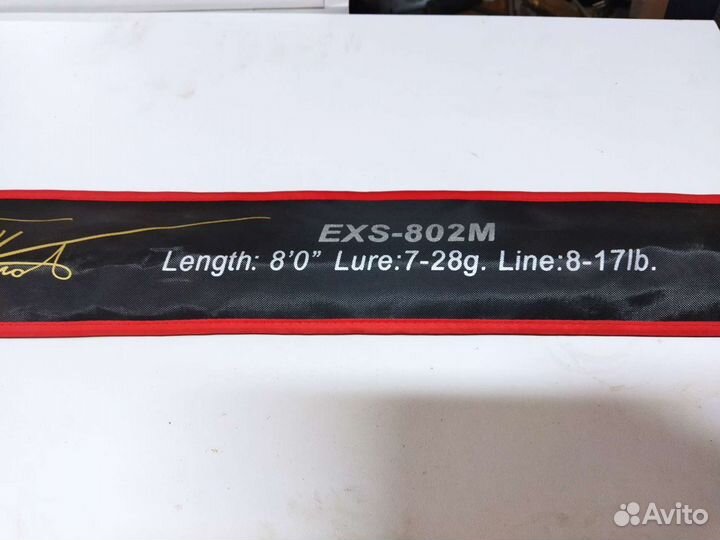 EXS-802M
Length: 8'0" Lure:7-28g. Line:8-17lb.
Avito